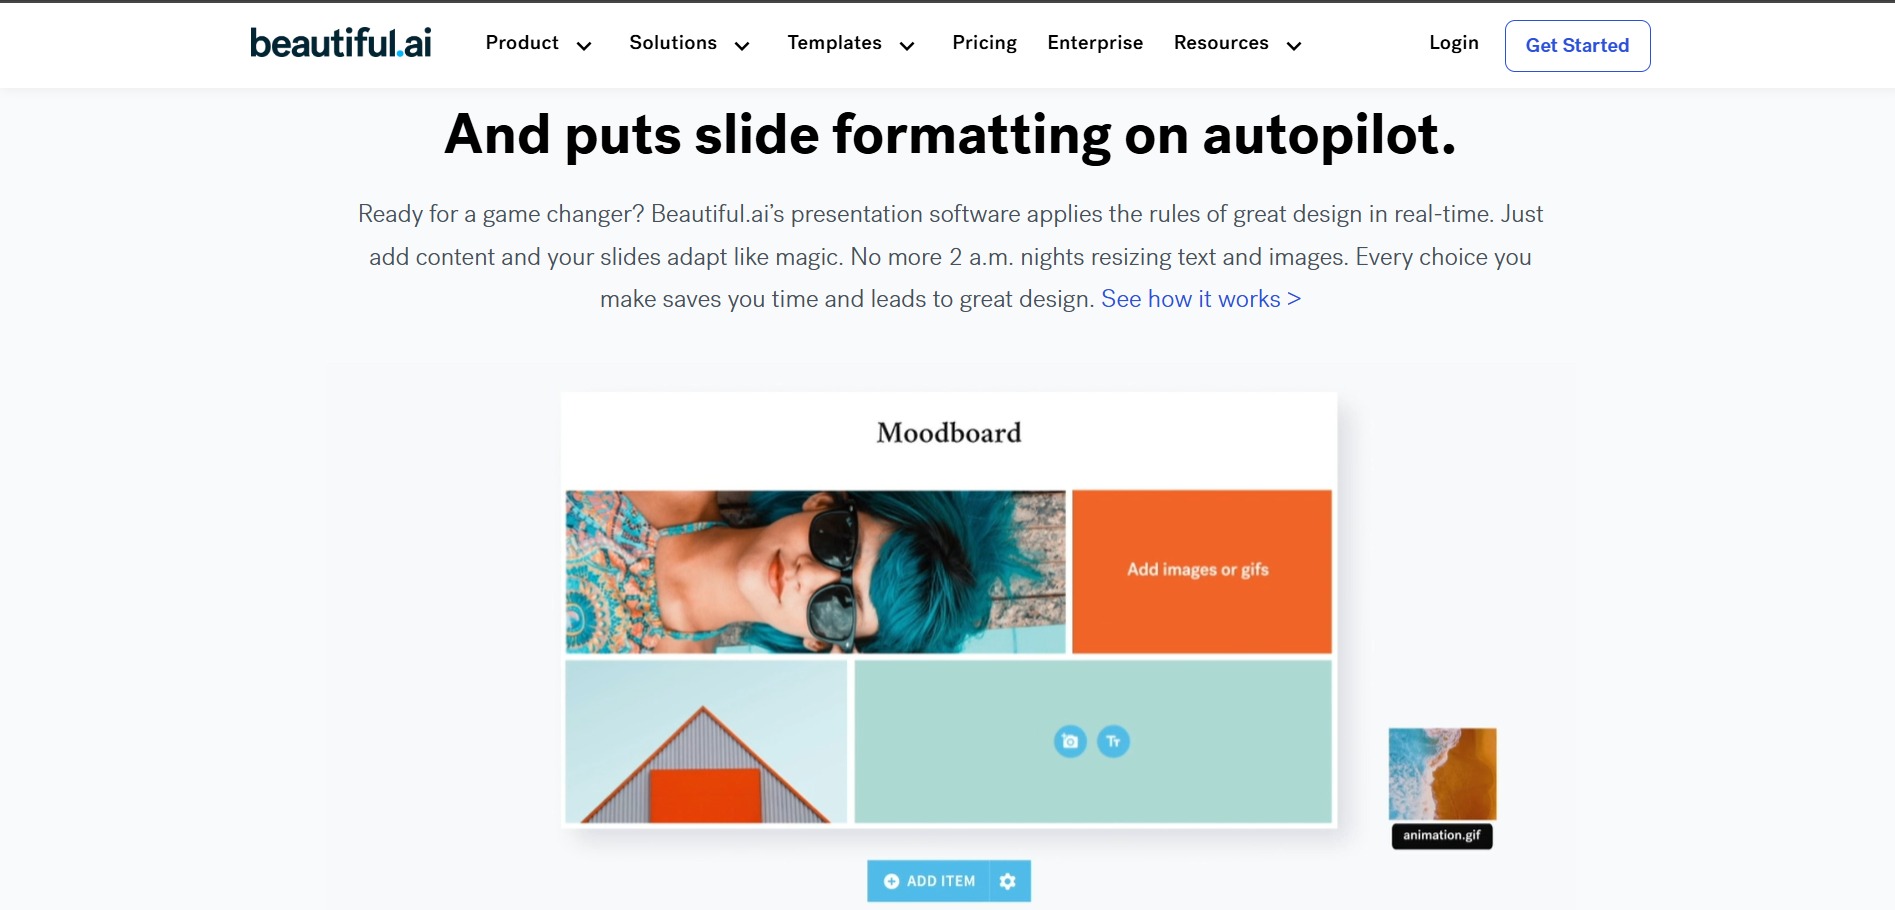 beautiful.ai Product Solutions Templates Pricing Enterprise Resources Login Get Started
And puts slide formatting on autopilot.
Ready for a game changer? Beautiful.ai’s presentation software applies the rules of great design in real-time. Just
add content and your slides adapt like magic. No more 2 a.m. nights resizing text and images. Every choice you
make saves you time and leads to great design. See how it works >
Moodboard
Add images or gifs
Tr
animation.gif
ADD ITEM